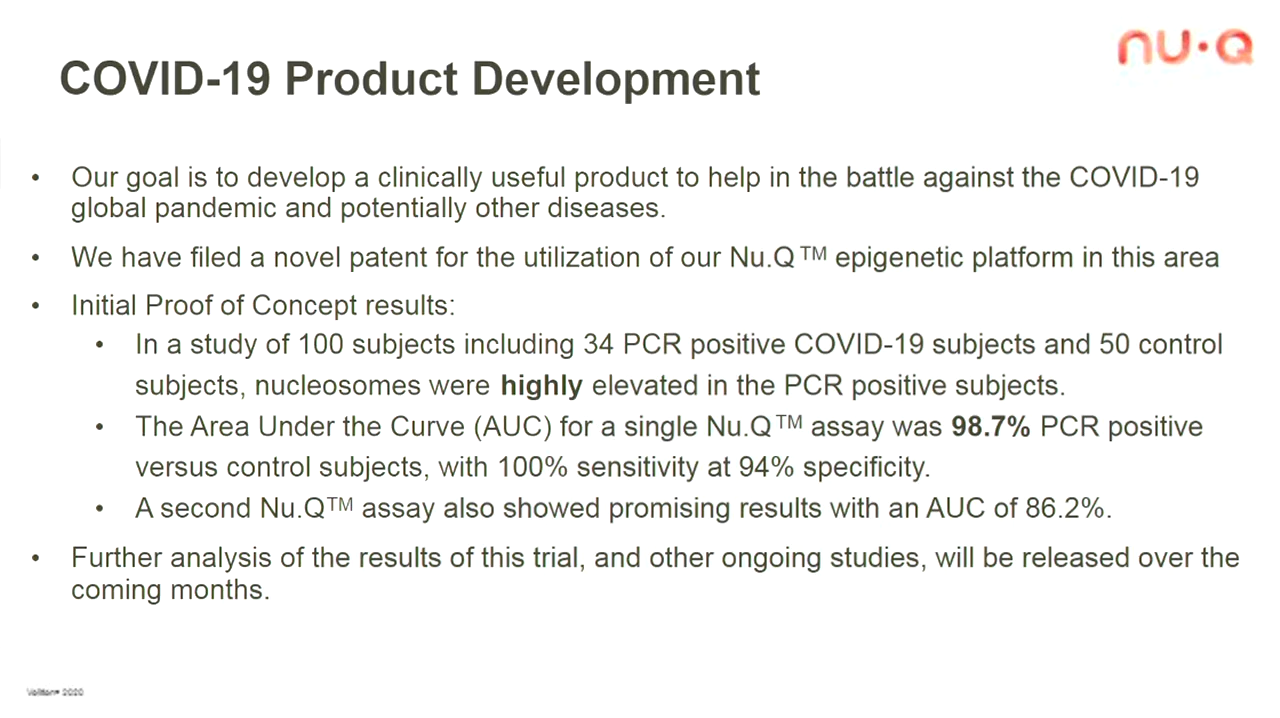 nu.Q
COVID-19 Product Development
• Our goal is to develop a clinically useful product to help in the battle against the COVID-19
global pandemic and potentially other diseases.
• We have filed a novel patent for the utilization of our Nu.Q™ epigenetic platform in this area
• Initial Proof of Concept results:
• In a study of 100 subjects including 34 PCR positive COVID-19 subjects and 50 control
subjects, nucleosomes were highly elevated in the PCR positive subjects.
• The Area Under the Curve (AUC) for a single Nu.Q™ assay was 98.7% PCR positive
versus control subjects, with 100% sensitivity at 94% specificity.
• A second Nu.Q™ assay also showed promising results with an AUC of 86.2%.
• Further analysis of the results of this trial, and other ongoing studies, will be released over the
coming months.
2020